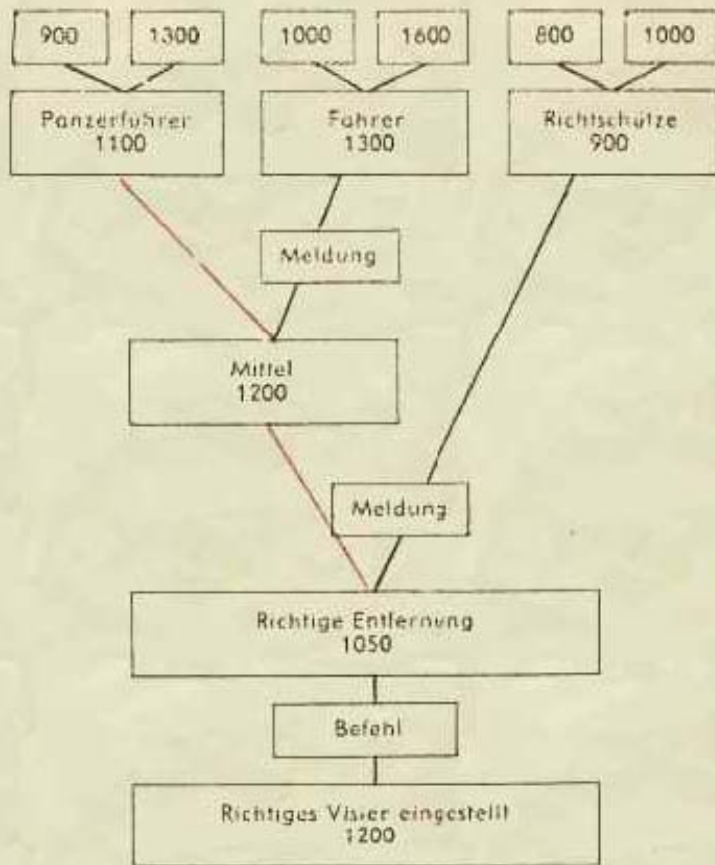 900 1300 1000 1600 800 1000
Panzerführer Fahrer Richtschütze
1100 1300 900
Meldung
Mittel
1200
Meldung
Richtige Entfernung
1050
Befehl
Richtiges Visier eingestellt
1200